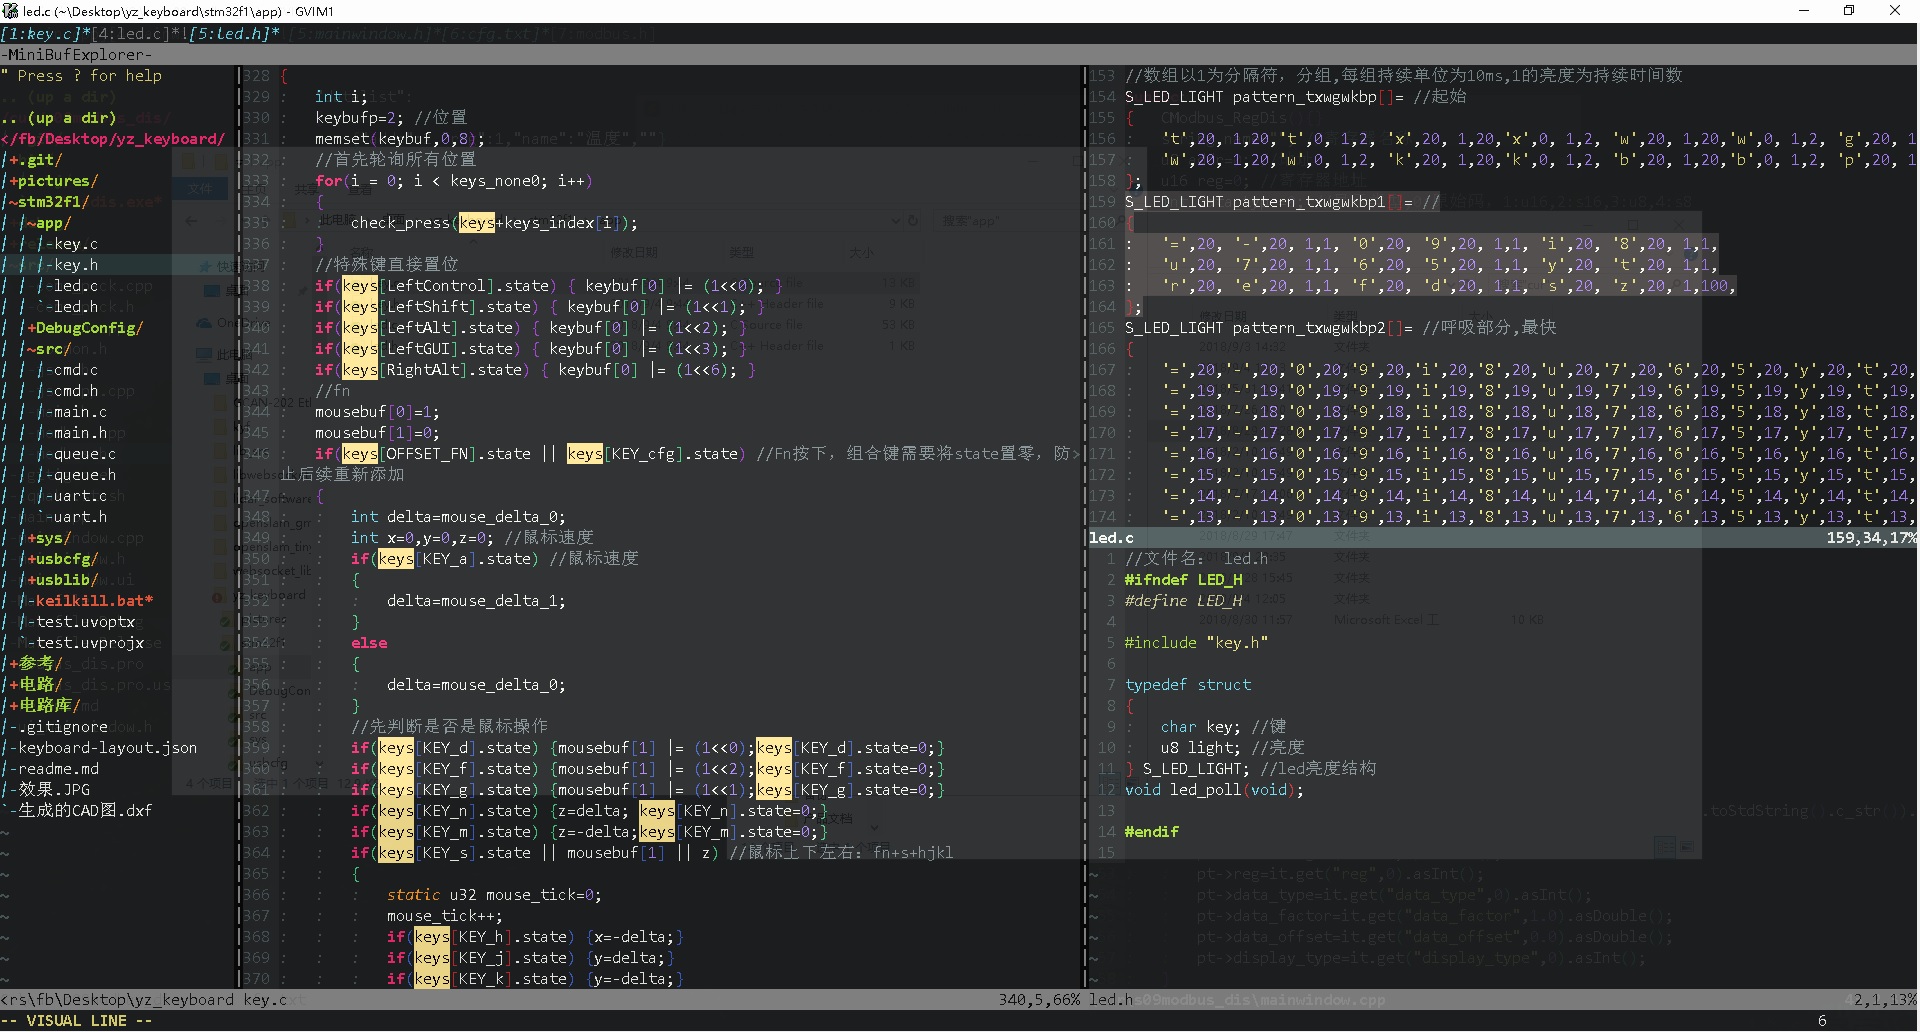 led.c (~\Desktop\yz_keyboard\stm32f1\app) - GVIM1
[1:key.c]*[4:led.c]*![5:led.h]*
-MiniBufExplorer-
" Press ? for help
.. (up a dir)
</fb/Desktop/yz_keyboard/
|+.git/
|+pictures/
|~stm32f1/
| |~app/
| | |-key.c
| | |-key.h
| | |-led.c
| | `-led.h
| |+DebugConfig/
| |~src/
| | |-cmd.c
| | |-cmd.h
| | |-main.c
| | |-main.h
| | |-queue.c
| | |-queue.h
| | |-uart.c
| | `-uart.h
| |+sys/
| |+usbcfg/
| |+usblib/
| |-keilkill.bat*
| |-test.uvoptx
| `-test.uvprojx
|+参考/
|+电路/
|+电路库/
|-.gitignore
|-keyboard-layout.json
|-readme.md
|-效果.JPG
`-生成的CAD图.dxf
<rs\fb\Desktop\yz_keyboard
328 {
329 int i;
330 keybufp=2; //位置
331 memset(keybuf,0,8);
332 //首先轮询所有位置
333 for(i = 0; i < keys_none0; i++)
334 {
335 check_press(keys+keys_index[i]);
336 }
337 //特殊键直接置位
338 if(keys[LeftControl].state) { keybuf[0] |= (1<<0); }
339 if(keys[LeftShift].state) { keybuf[0] |= (1<<1); }
340 if(keys[LeftAlt].state) { keybuf[0] |= (1<<2); }
341 if(keys[LeftGUI].state) { keybuf[0] |= (1<<3); }
342 if(keys[RightAlt].state) { keybuf[0] |= (1<<6); }
343 //fn
344 mousebuf[0]=1;
345 mousebuf[1]=0;
346 if(keys[OFFSET_FN].state || keys[KEY_cfg].state) //Fn按下，组合键需要将state置零，防>
止后续重新添加
347 {
348 int delta=mouse_delta_0;
349 int x=0,y=0,z=0; //鼠标速度
350 if(keys[KEY_a].state) //鼠标速度
351 {
352 delta=mouse_delta_1;
353 }
354 else
355 {
356 delta=mouse_delta_0;
357 }
358 //先判断是否是鼠标操作
359 if(keys[KEY_d].state) {mousebuf[1] |= (1<<0);keys[KEY_d].state=0;}
360 if(keys[KEY_f].state) {mousebuf[1] |= (1<<2);keys[KEY_f].state=0;}
361 if(keys[KEY_g].state) {mousebuf[1] |= (1<<1);keys[KEY_g].state=0;}
362 if(keys[KEY_n].state) {z=delta; keys[KEY_n].state=0;}
363 if(keys[KEY_m].state) {z=-delta;keys[KEY_m].state=0;}
364 if(keys[KEY_s].state || mousebuf[1] || z) //鼠标上下左右：fn+s+hjkl
365 {
366 static u32 mouse_tick=0;
367 mouse_tick++;
368 if(keys[KEY_h].state) {x=-delta;}
369 if(keys[KEY_j].state) {y=delta;}
370 if(keys[KEY_k].state) {y=-delta;}
key.c 340,5,66%
153 //数组以1为分隔符，分组,每组持续单位为10ms,1的亮度为持续时间数
154 S_LED_LIGHT pattern_txwgwkbp[]= //起始
155 {
156 't',20, 1,20,'t',0, 1,2, 'x',20, 1,20,'x',0, 1,2, 'w',20, 1,20,'w',0, 1,2, 'g',20, 1
157 'w',20, 1,20,'w',0, 1,2, 'k',20, 1,20,'k',0, 1,2, 'b',20, 1,20,'b',0, 1,2, 'p',20, 1
158 };
159 S_LED_LIGHT pattern_txwgwkbp1[]= //
160 {
161 '=',20, '-',20, 1,1, '0',20, '9',20, 1,1, 'i',20, '8',20, 1,1,
162 'u',20, '7',20, 1,1, '6',20, '5',20, 1,1, 'y',20, 't',20, 1,1,
163 'r',20, 'e',20, 1,1, 'f',20, 'd',20, 1,1, 's',20, 'z',20, 1,100,
164 };
165 S_LED_LIGHT pattern_txwgwkbp2[]= //呼吸部分,最快
166 {
167 '=',20,'-',20,'0',20,'9',20,'i',20,'8',20,'u',20,'7',20,'6',20,'5',20,'y',20,'t',20,
168 '=',19,'-',19,'0',19,'9',19,'i',19,'8',19,'u',19,'7',19,'6',19,'5',19,'y',19,'t',19,
169 '=',18,'-',18,'0',18,'9',18,'i',18,'8',18,'u',18,'7',18,'6',18,'5',18,'y',18,'t',18,
170 '=',17,'-',17,'0',17,'9',17,'i',17,'8',17,'u',17,'7',17,'6',17,'5',17,'y',17,'t',17,
171 '=',16,'-',16,'0',16,'9',16,'i',16,'8',16,'u',16,'7',16,'6',16,'5',16,'y',16,'t',16,
172 '=',15,'-',15,'0',15,'9',15,'i',15,'8',15,'u',15,'7',15,'6',15,'5',15,'y',15,'t',15,
173 '=',14,'-',14,'0',14,'9',14,'i',14,'8',14,'u',14,'7',14,'6',14,'5',14,'y',14,'t',14,
174 '=',13,'-',13,'0',13,'9',13,'i',13,'8',13,'u',13,'7',13,'6',13,'5',13,'y',13,'t',13,
led.c 159,34,17%
1 //文件名： led.h
2 #ifndef LED_H
3 #define LED_H
4
5 #include "key.h"
6
7 typedef struct
8 {
9 char key; //键
10 u8 light; //亮度
11 } S_LED_LIGHT; //led亮度结构
12 void led_poll(void);
13
14 #endif
15
led.h 42,1,13%
-- VISUAL LINE -- 6